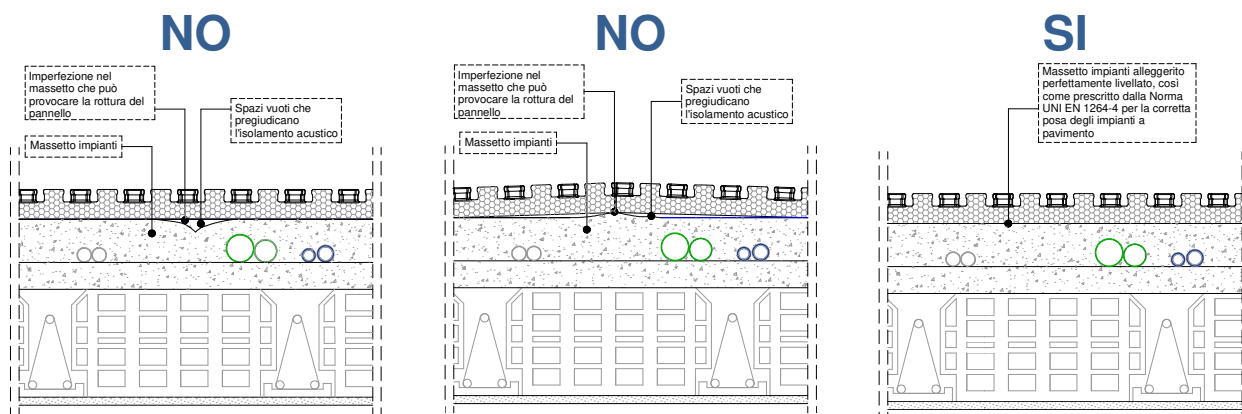 NO
Imperfezione nel
massetto che può
provocare la rottura del
pannello
Spazi vuoti che
pregiudicano
l'isolamento acustico
Massetto impianti
NO
Imperfezione nel
massetto che può
provocare la rottura del
pannello
Spazi vuoti che
pregiudicano
l'isolamento acustico
Massetto impianti
SI
Massetto impianti alleggerito
perfettamente livellato, così
come prescritto dalla Norma
UNI EN 1264-4 per la corretta
posa degli impianti a
pavimento